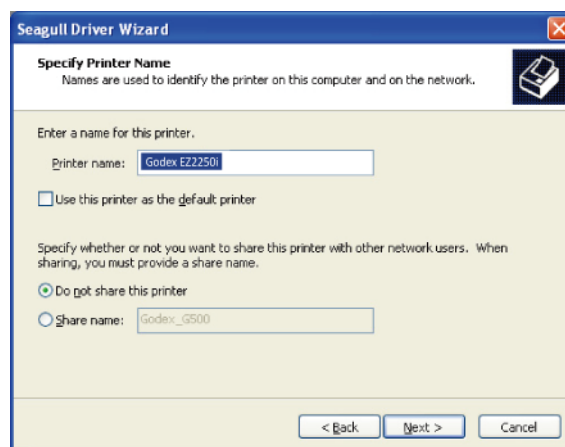 Seagull Driver Wizard
Specify Printer Name
Names are used to identify the printer on this computer and on the network.
Enter a name for this printer.
Printer name: Godex EZ2250i
Use this printer as the default printer
Specify whether or not you want to share this printer with other network users. When
sharing, you must provide a share name.
Do not share this printer
Share name: Godex_G500
< Back Next > Cancel